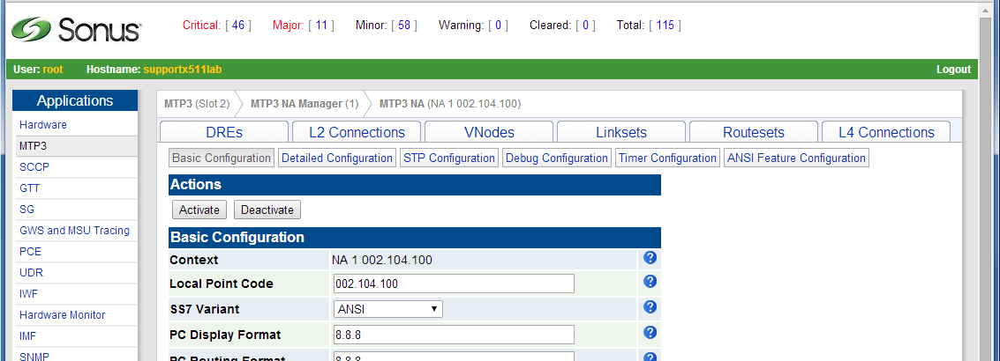 Sonus Critical: [ 46 ] Major: [ 11 ] Minor: [ 58 ] Warning: [ 0 ] Cleared: [ 0 ] Total: [ 115 ]
User: root Hostname: supportx511lab Logout
Applications
Hardware
MTP3
SCCP
GTT
SG
GWS and MSU Tracing
PCE
UDR
IWF
Hardware Monitor
IMF
SNMP
MTP3 (Slot 2) MTP3 NA Manager (1) MTP3 NA (NA 1 002.104.100)
DREs L2 Connections VNodes Linksets Routesets L4 Connections
Basic Configuration Detailed Configuration STP Configuration Debug Configuration Timer Configuration ANSI Feature Configuration
Actions
Activate Deactivate
Basic Configuration
Context NA 1 002.104.100 ?
Local Point Code 002.104.100 ?
SS7 Variant ANSI ?
PC Display Format 8.8.8 ?
PC Routing Format 8.8.8 ?